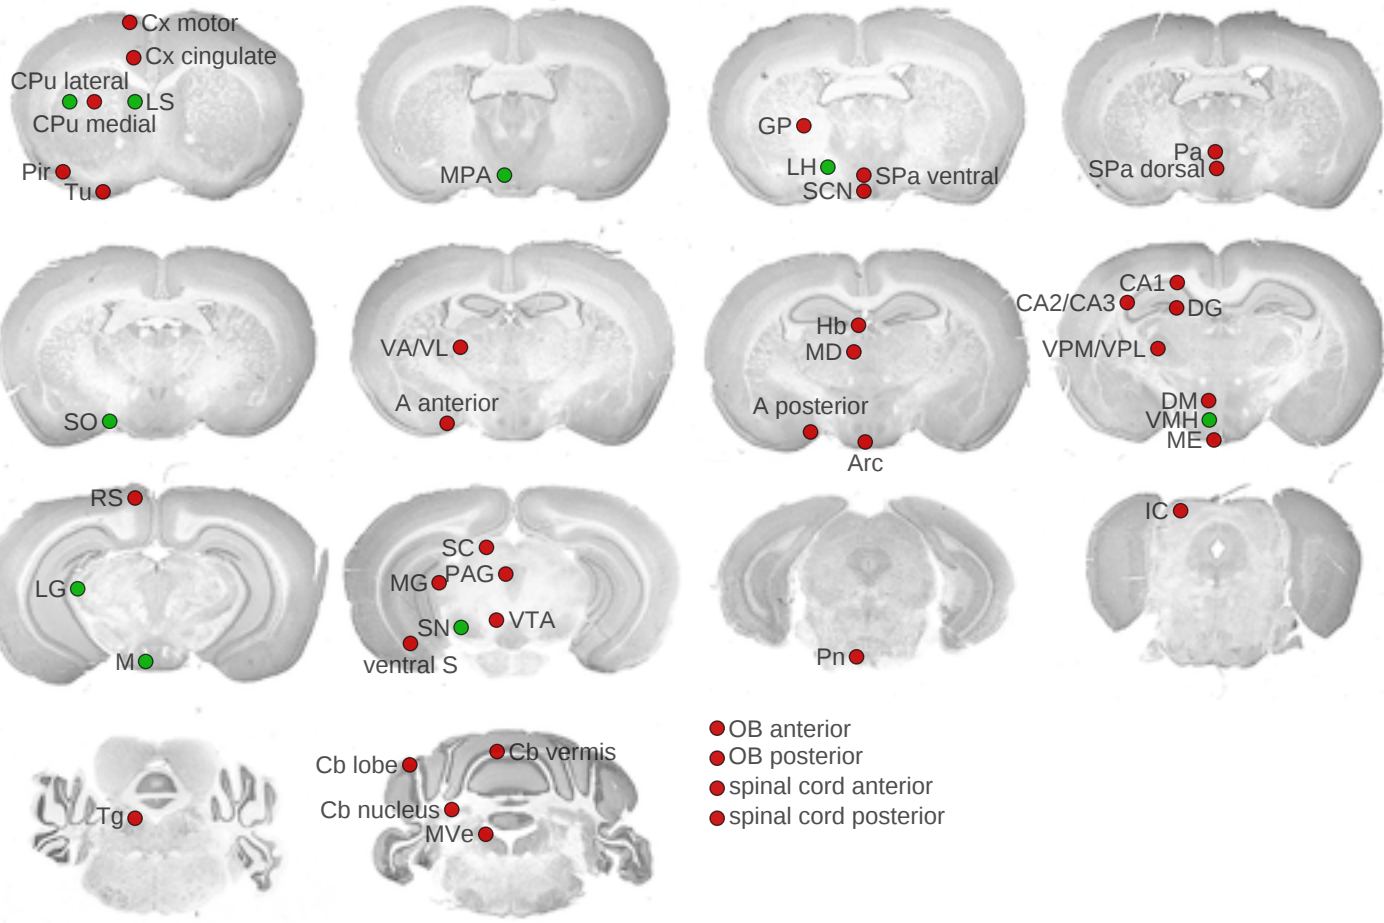 Cx motor
Cx cingulate
CPu lateral
LS
CPu medial
Pir
Tu
MPA
GP
LH
SPa ventral
SCN
Pa
SPa dorsal
SO
VA/VL
A anterior
Hb
MD
A posterior
Arc
CA1
CA2/CA3
DG
VPM/VPL
DM
VMH
ME
RS
LG
M
SC
MG
PAG
SN
VTA
ventral S
Pn
IC
Tg
Cb vermis
Cb lobe
Cb nucleus
MVe
OB anterior
OB posterior
spinal cord anterior
spinal cord posterior